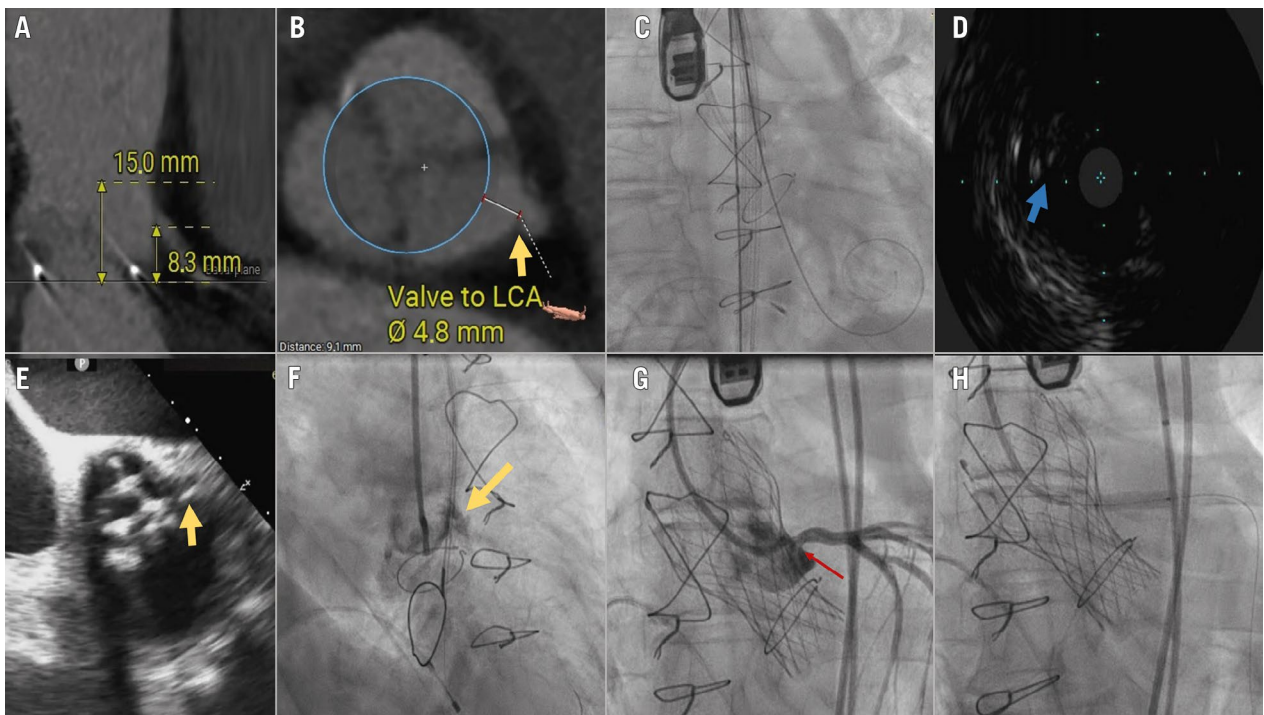 A
15.0 mm
8.3 mm
B
Valve to LCA
Ø 4.8 mm
Distance: 9.1 mm
C
D
E
P
F
G
H